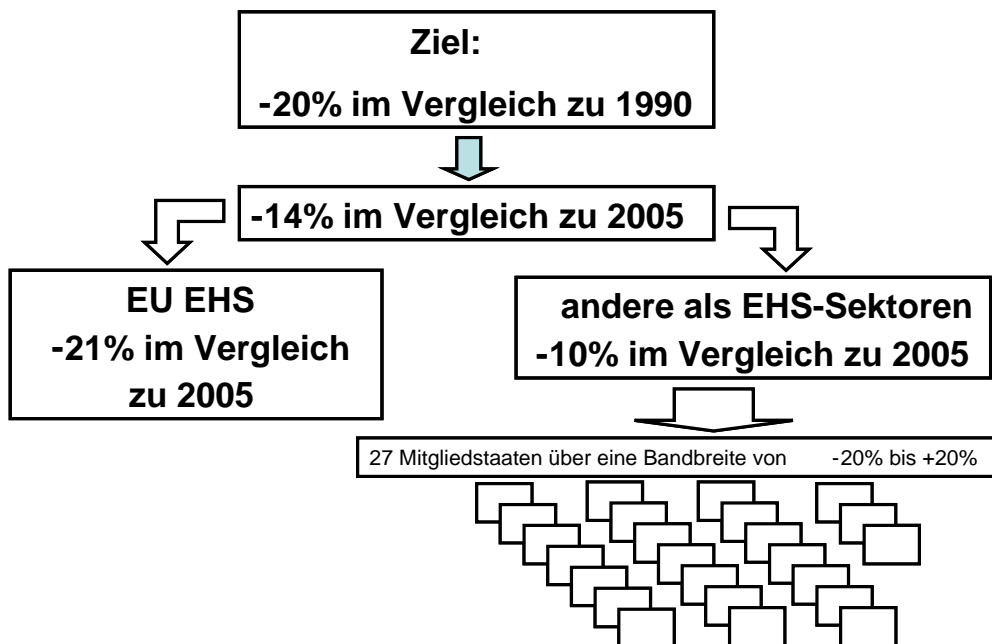 Ziel:
-20% im Vergleich zu 1990
-14% im Vergleich zu 2005
EU EHS
-21% im Vergleich
zu 2005
andere als EHS-Sektoren
-10% im Vergleich zu 2005
27 Mitgliedstaaten über eine Bandbreite von -20% bis +20%